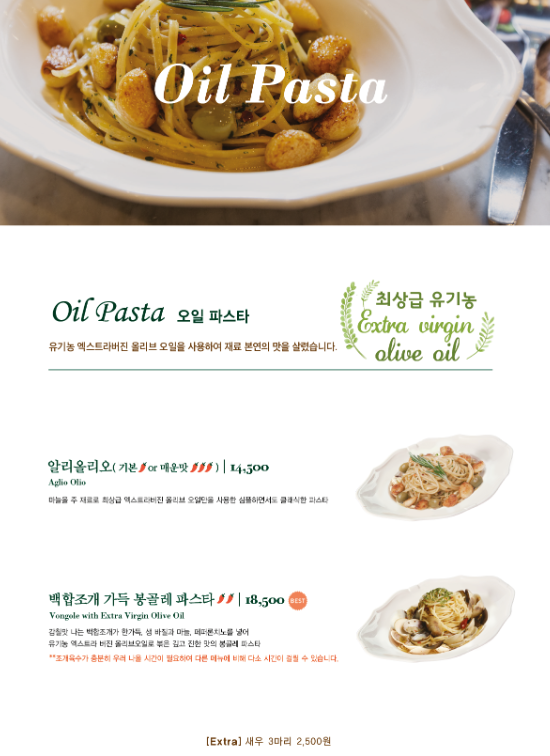 Oil Pasta
Oil Pasta 오일 파스타
유기농 엑스트라버진 올리브 오일을 사용하여 재료 본연의 맛을 살렸습니다.
최상급 유기농
Extra virgin
olive oil
알리올리오( 기본 or 매운맛 ) | 14,500
Aglio Olio
마늘을 주 재료로 최상급 엑스트라버진 올리브 오일만을 사용한 심플하면서도 클래식한 파스타
백합조개 가득 봉골레 파스타 | 18,500 BEST
Vongole with Extra Virgin Olive Oil
감칠맛 나는 백합조개가 한가득, 생 바질과 마늘, 페퍼론치노를 넣어
유기농 엑스트라 버진 올리브오일로 볶은 깊고 진한 맛의 봉골레 파스타
**조개육수가 충분히 우러 나올 시간이 필요하여 다른 메뉴에 비해 다소 시간이 걸릴 수 있습니다.
[Extra] 새우 3마리 2,500원